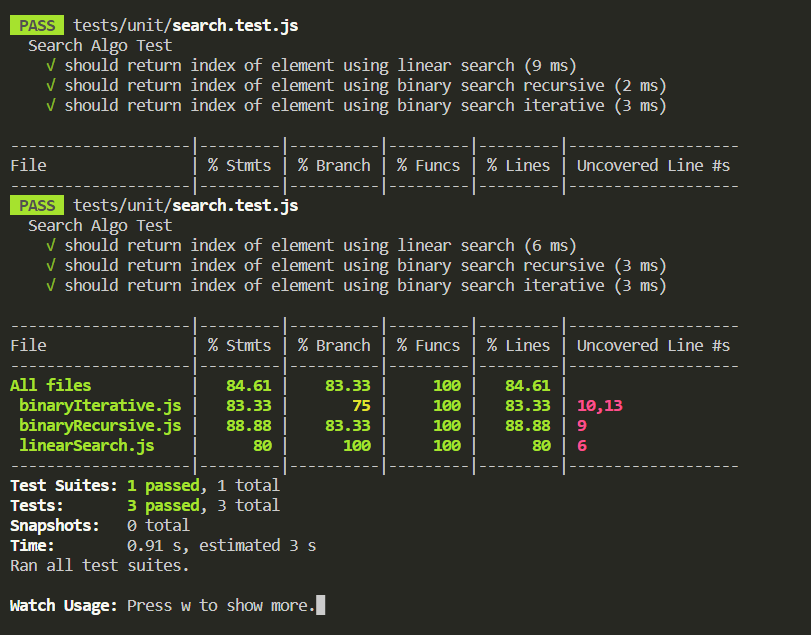 PASS tests/unit/search.test.js
Search Algo Test
√ should return index of element using linear search (9 ms)
√ should return index of element using binary search recursive (2 ms)
√ should return index of element using binary search iterative (3 ms)
--------------------|---------|----------|---------|---------|-------------------
File                | % Stmts | % Branch | % Funcs | % Lines | Uncovered Line #s
--------------------|---------|----------|---------|---------|-------------------
PASS tests/unit/search.test.js
Search Algo Test
√ should return index of element using linear search (6 ms)
√ should return index of element using binary search recursive (3 ms)
√ should return index of element using binary search iterative (3 ms)
--------------------|---------|----------|---------|---------|-------------------
File                | % Stmts | % Branch | % Funcs | % Lines | Uncovered Line #s
--------------------|---------|----------|---------|---------|-------------------
All files           |   84.61 |    83.33 |     100 |   84.61 |
 binaryIterative.js |   83.33 |       75 |     100 |   83.33 | 10,13
 binaryRecursive.js |   88.88 |    83.33 |     100 |   88.88 | 9
 linearSearch.js    |      80 |      100 |     100 |      80 | 6
--------------------|---------|----------|---------|---------|-------------------
Test Suites: 1 passed, 1 total
Tests:       3 passed, 3 total
Snapshots:   0 total
Time:        0.91 s, estimated 3 s
Ran all test suites.
Watch Usage: Press w to show more.